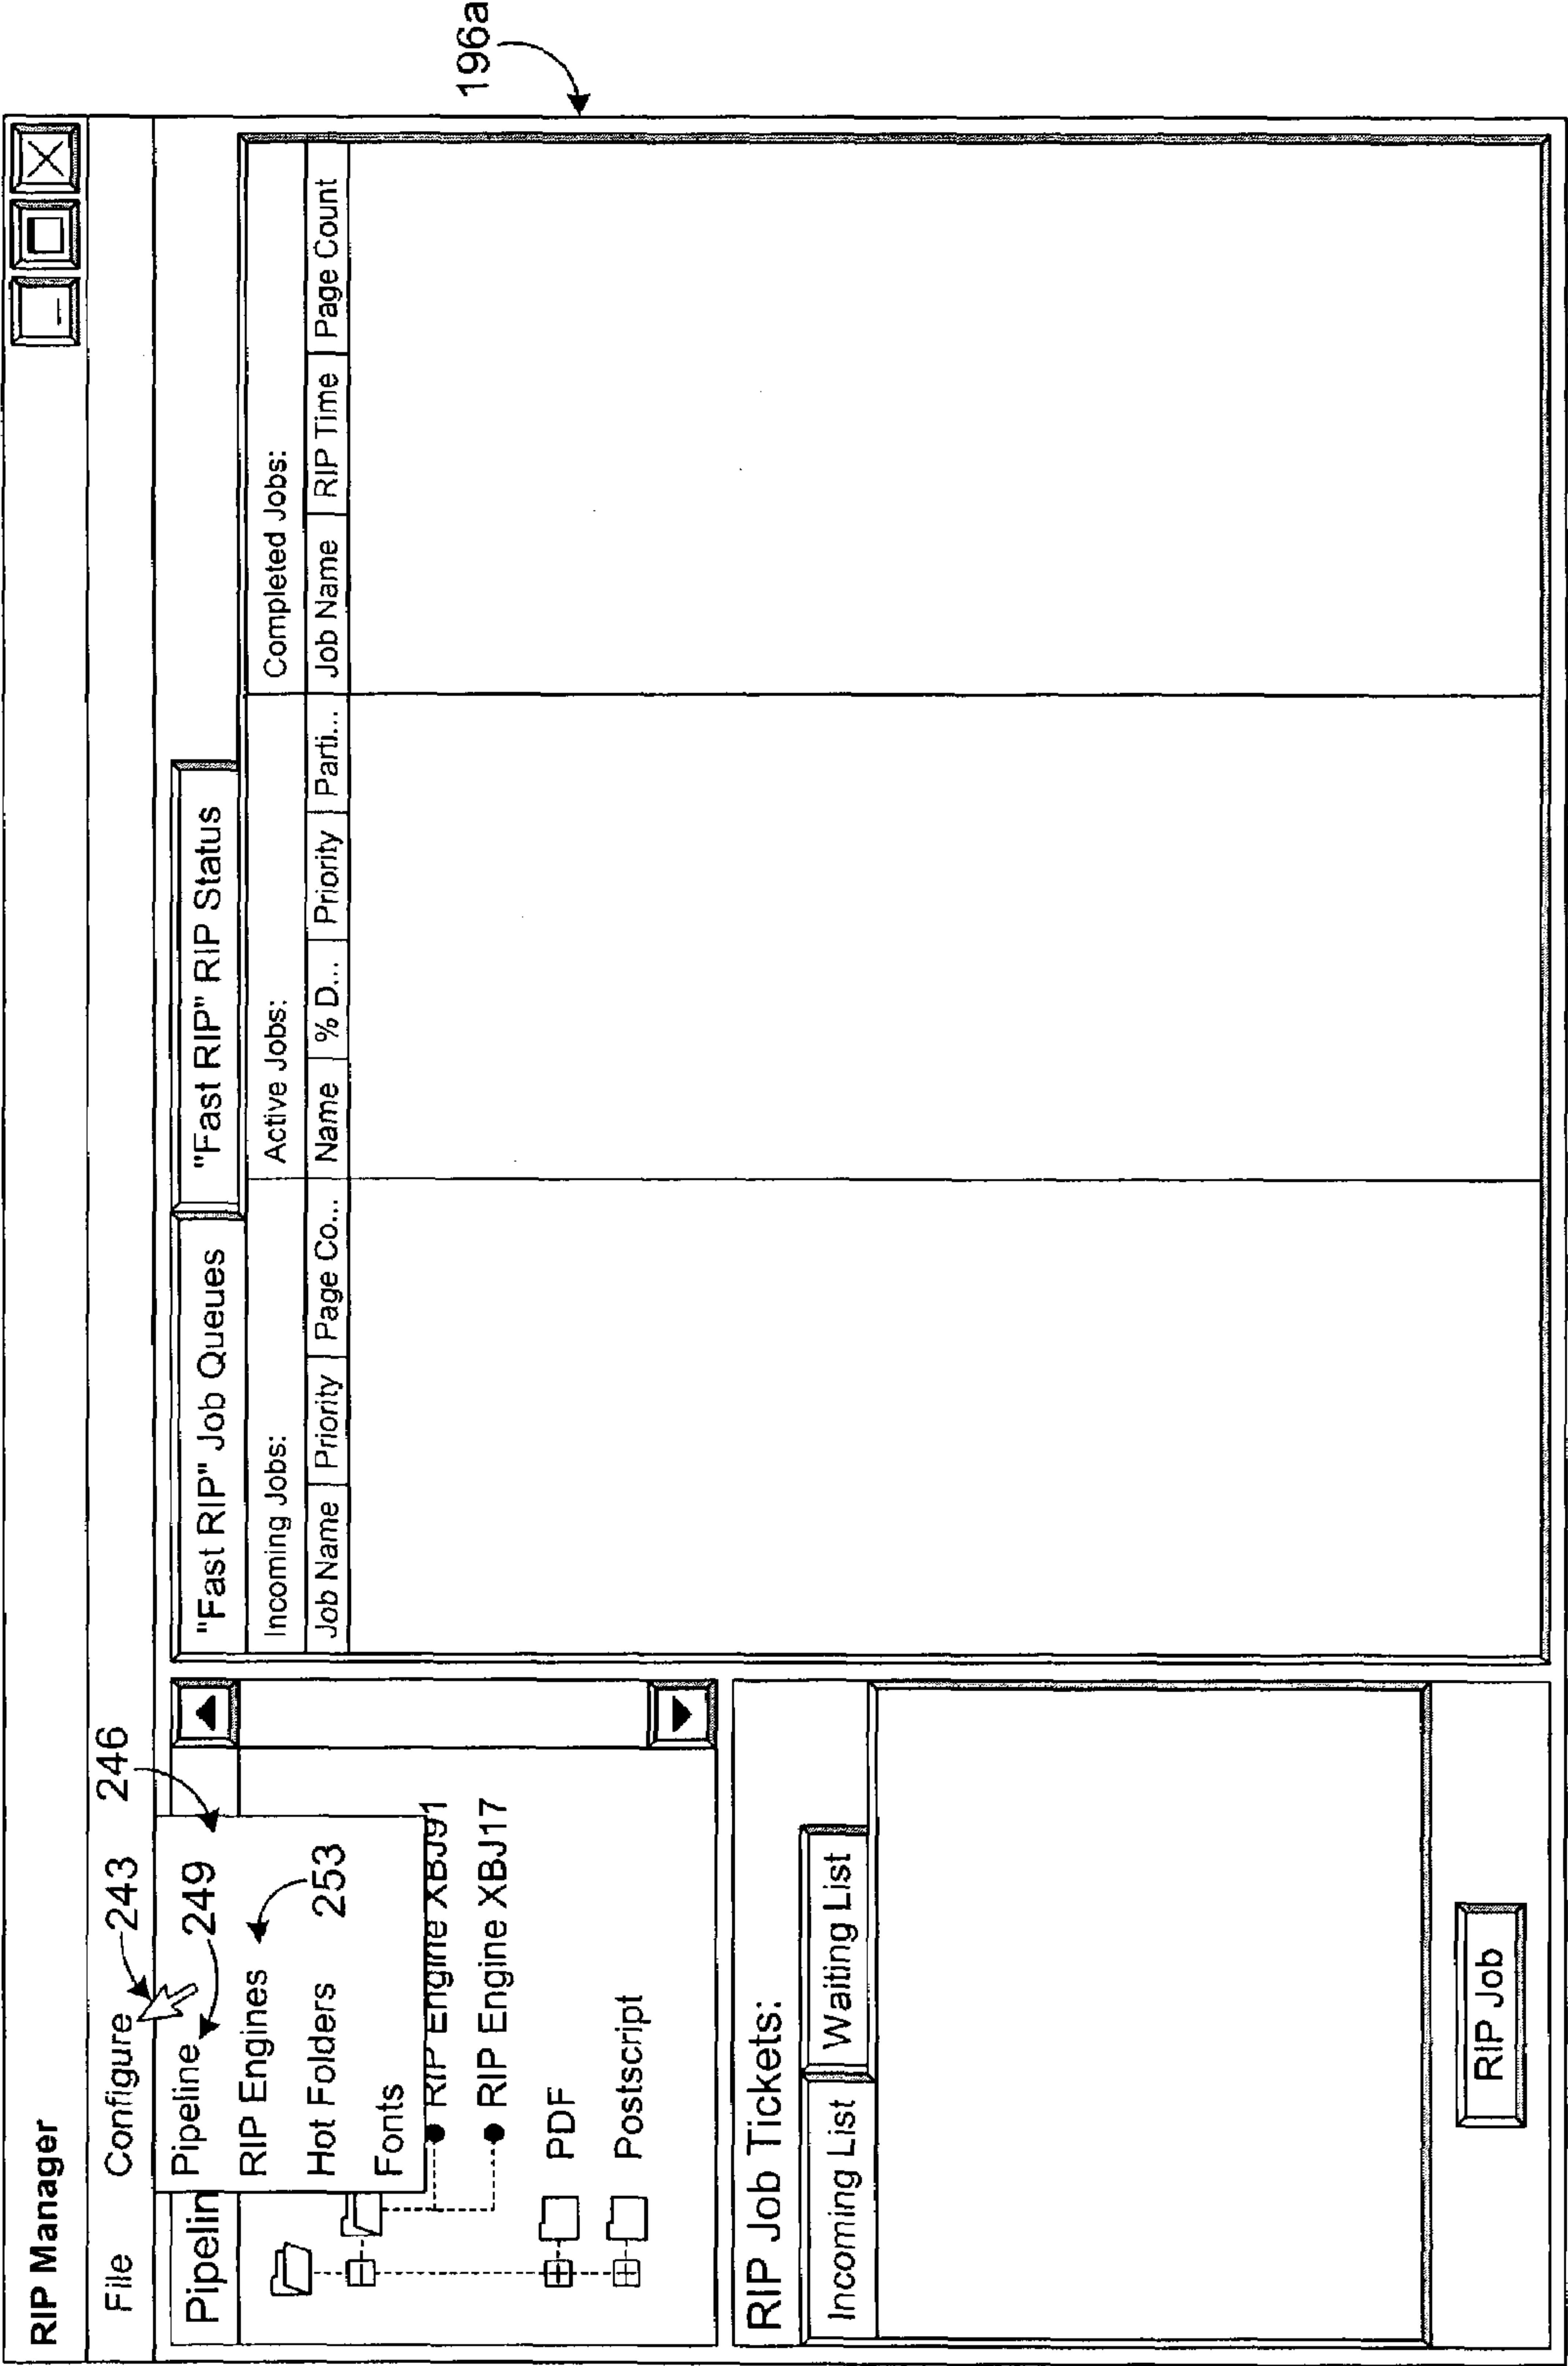 RIP Manager
File Configure 243 246
Pipelin
Pipeline 249
RIP Engines 253
Hot Folders
Fonts
RIP Engine XBJ91
RIP Engine XBJ17
PDF
Postscript
RIP Job Tickets:
Incoming List Waiting List
RIP Job
"Fast RIP" Job Queues "Fast RIP" RIP Status
Incoming Jobs: Active Jobs: Completed Jobs:
Job Name Priority Page Co... Name % D... Priority Parti... Job Name RIP Time Page Count
196a